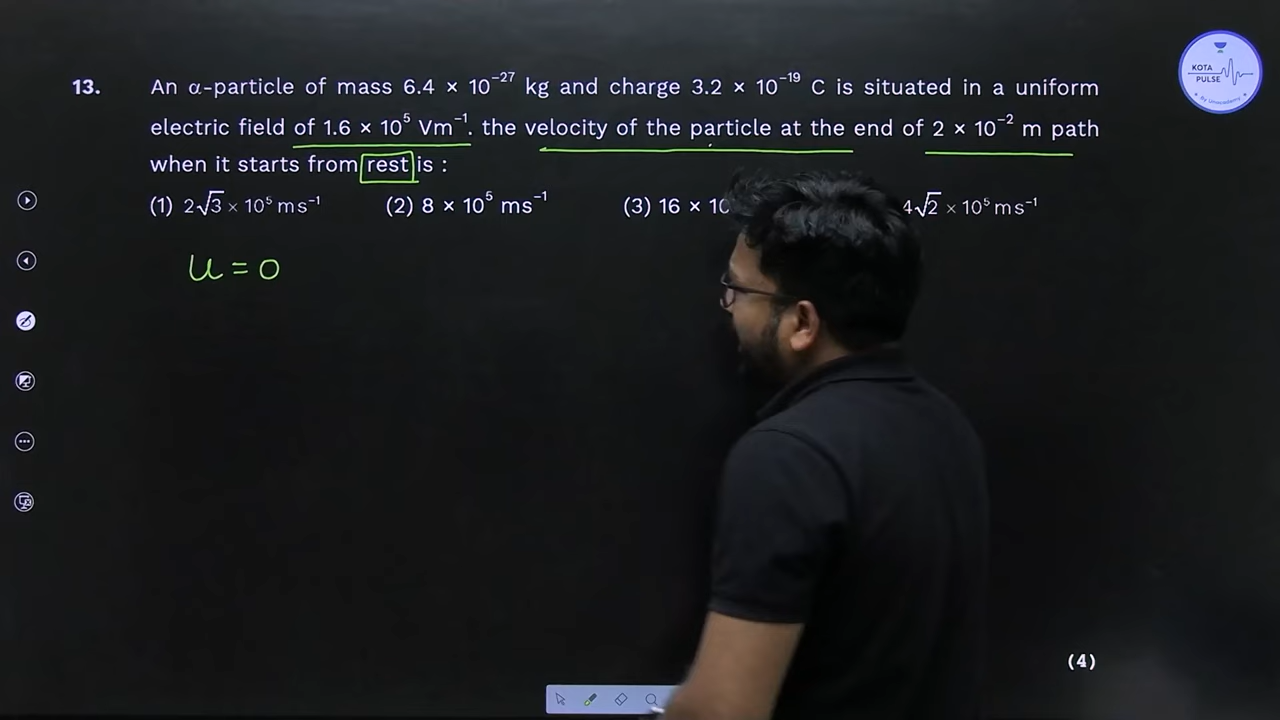 13. An α-particle of mass 6.4 × 10⁻²⁷ kg and charge 3.2 × 10⁻¹⁹ C is situated in a uniform
electric field of 1.6 × 10⁵ Vm⁻¹. the velocity of the particle at the end of 2 × 10⁻² m path
when it starts from rest is :
(1) 2√3 × 10⁵ ms⁻¹ (2) 8 × 10⁵ ms⁻¹ (3) 16 × 10 4√2 × 10⁵ ms⁻¹
u = 0
(4)
KOTA
PULSE
By Unacademy